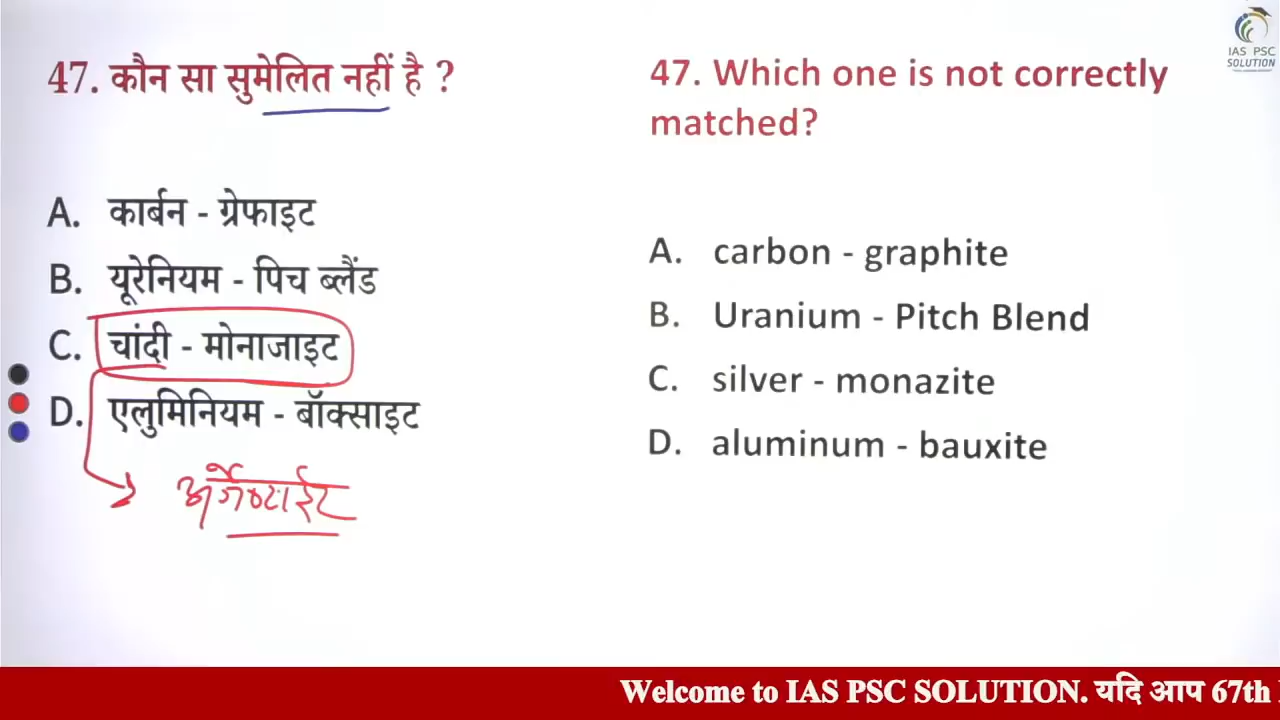 47. कौन सा सुमेलित नहीं है ?
A. कार्बन - ग्रेफाइट
B. यूरेनियम - पिच ब्लैंड
C. चांदी - मोनाजाइट
D. एलुमिनियम - बॉक्साइट
अर्जेण्टाईट
47. Which one is not correctly
matched?
A. carbon - graphite
B. Uranium - Pitch Blend
C. silver - monazite
D. aluminum - bauxite
IAS PSC
SOLUTION
Welcome to IAS PSC SOLUTION. यदि आप 67th